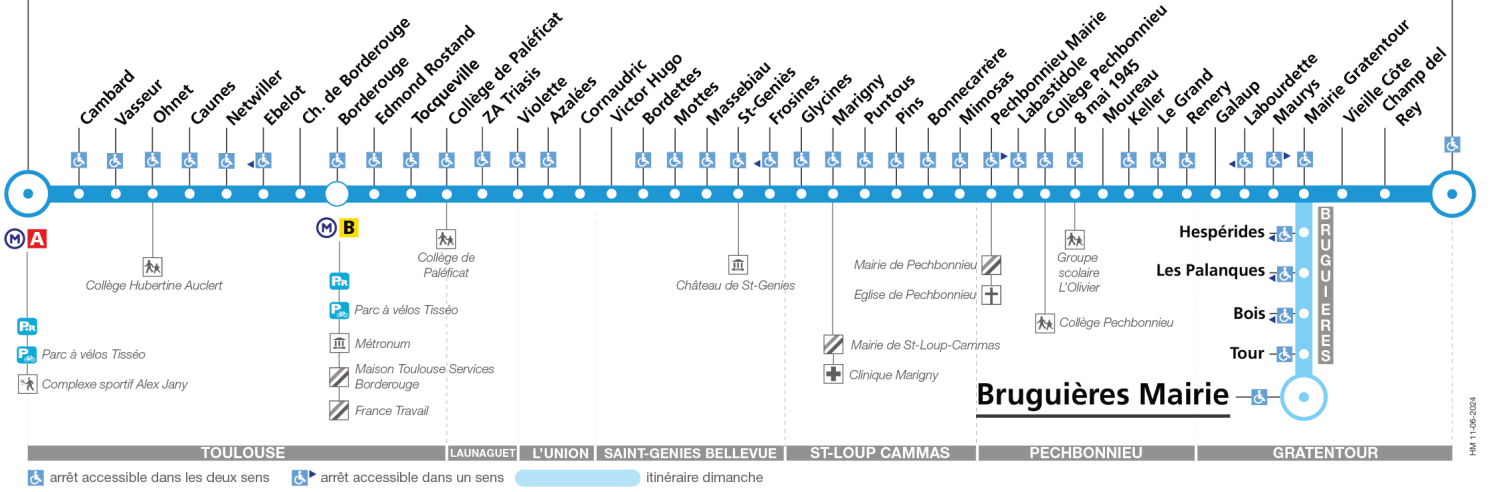 Cambard
Vasseur
Ohnet
Caunes
Netwiller
Ebelot
Ch. de Borderouge
Borderouge
Edmond Rostand
Tocqueville
Collège de Paléficat
ZA Triasis
Violette
Azalées
Cornaudric
Victor Hugo
Bordettes
Mottes
Massebiau
St-Geniès
Frosines
Glycines
Marigny
Puntous
Pins
Bonnecarrère
Mimosas
Pechbonnieu Mairie
Labastidole
Collège Pechbonnieu
8 mai 1945
Moureau
Keller
Le Grand
Renery
Galaup
Labourdette
Maurys
Mairie Gratentour
Vieille Côte
Champ del
Rey
M A
M B
Collège Hubertine Auclert
Collège de
Paléficat
Château de St-Genies
Mairie de Pechbonnieu
Eglise de Pechbonnieu
Groupe
scolaire
L'Olivier
Collège Pechbonnieu
Mairie de St-Loup-Cammas
Clinique Marigny
PR
P
Parc à vélos Tisséo
Complexe sportif Alex Jany
PR
P
Parc à vélos Tisséo
Métronum
Maison Toulouse Services
Borderouge
France Travail
Hespérides
Les Palanques
Bois
Tour
Bruguières Mairie
BRUGUIERES
HM 11-06-2024
TOULOUSE
LAUNAGUET
L'UNION
SAINT-GENIES BELLEVUE
ST-LOUP CAMMAS
PECHBONNIEU
GRATENTOUR
arrêt accessible dans les deux sens
arrêt accessible dans un sens
itinéraire dimanche